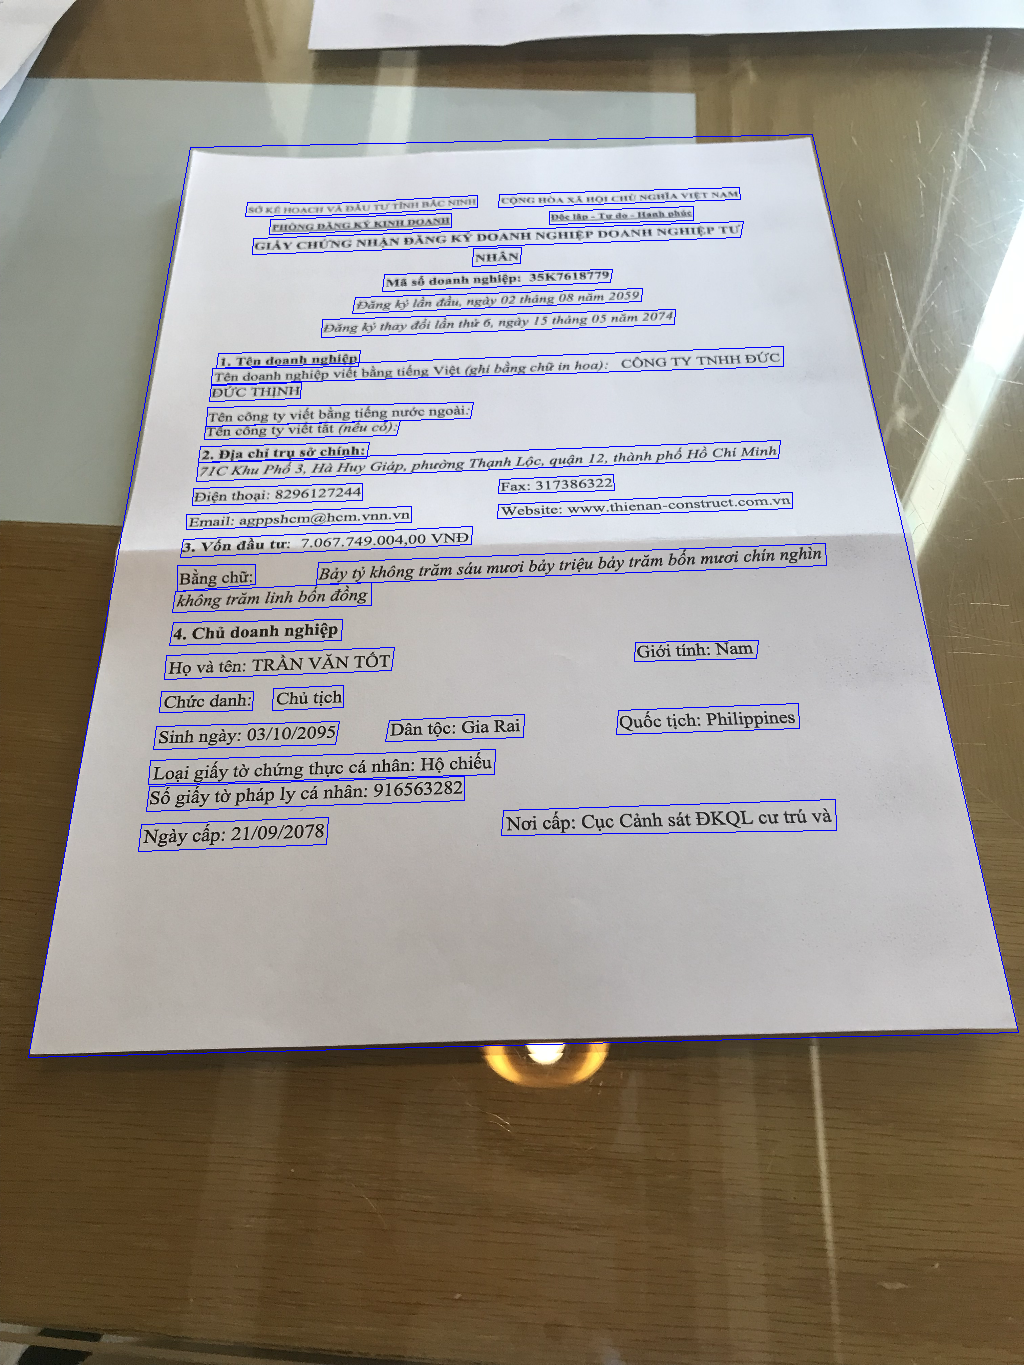 SỞ KẾ HOẠCH VÀ ĐẦU TƯ TỈNH BẮC NINH
CỘNG HÒA XÃ HỘI CHỦ NGHĨA VIỆT NAM
PHÒNG ĐĂNG KÝ KINH DOANH
Độc lập - Tự do - Hạnh phúc
GIẤY CHỨNG NHẬN ĐĂNG KÝ DOANH NGHIỆP DOANH NGHIỆP TƯ
NHÂN
Mã số doanh nghiệp: 35K7618779
Đăng ký lần đầu, ngày 02 tháng 08 năm 2059
Đăng ký thay đổi lần thứ 6, ngày 15 tháng 05 năm 2074
1. Tên doanh nghiệp
Tên doanh nghiệp viết bằng tiếng Việt (ghi bằng chữ in hoa): CÔNG TY TNHH ĐỨC
ĐỨC THỊNH
Tên công ty viết bằng tiếng nước ngoài:
Tên công ty viết tắt (nếu có):
2. Địa chỉ trụ sở chính:
71C Khu Phố 3, Hà Huy Giáp, phường Thạnh Lộc, quận 12, thành phố Hồ Chí Minh
Điện thoại: 8296127244
Fax: 317386322
Email: agppshcm@hcm.vnn.vn
Website: www.thienan-construct.com.vn
3. Vốn đầu tư: 7.067.749.004,00 VNĐ
Bằng chữ: Bảy tỷ không trăm sáu mươi bảy triệu bảy trăm bốn mươi chín nghìn
không trăm linh bốn đồng
4. Chủ doanh nghiệp
Họ và tên: TRẦN VĂN TỐT
Giới tính: Nam
Chức danh: Chủ tịch
Sinh ngày: 03/10/2095
Dân tộc: Gia Rai
Quốc tịch: Philippines
Loại giấy tờ chứng thực cá nhân: Hộ chiếu
Số giấy tờ pháp lý cá nhân: 916563282
Ngày cấp: 21/09/2078
Nơi cấp: Cục Cảnh sát ĐKQL cư trú và